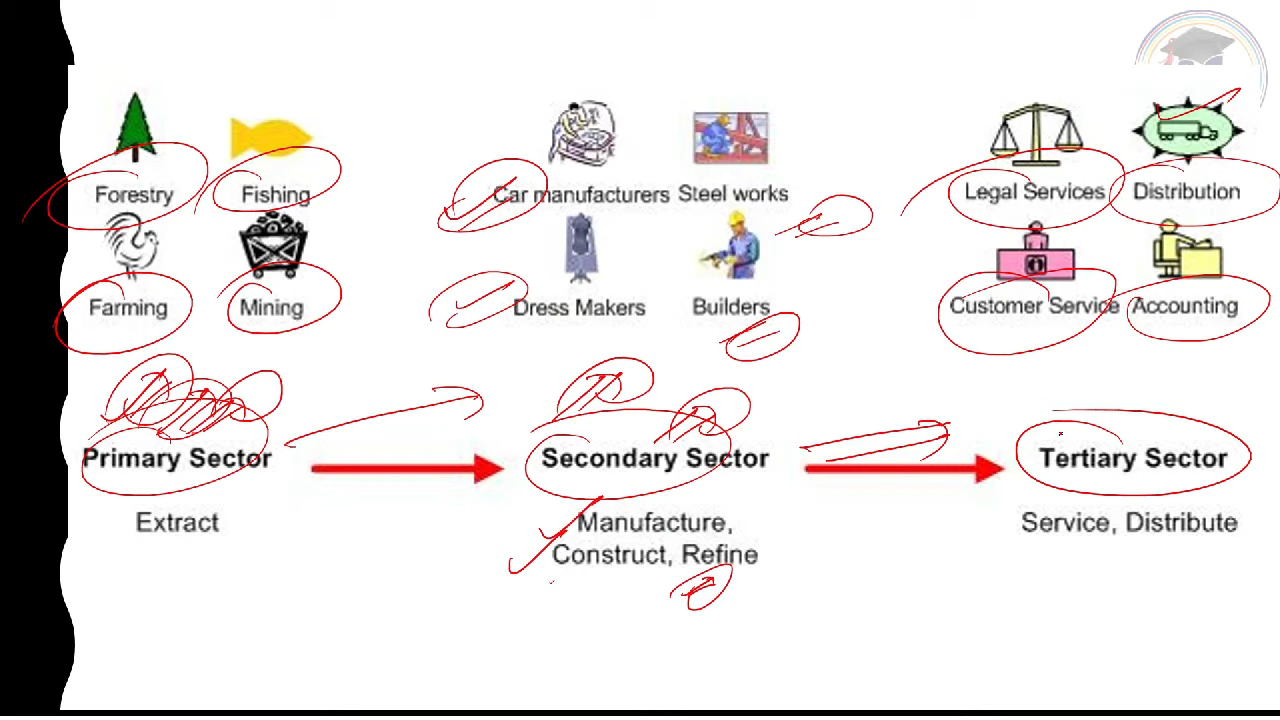 Forestry Fishing Car manufacturers Steel works Legal Services Distribution
Farming Mining Dress Makers Builders Customer Service Accounting
Primary Sector Secondary Sector Tertiary Sector
Extract Manufacture, Service, Distribute
Construct, Refine